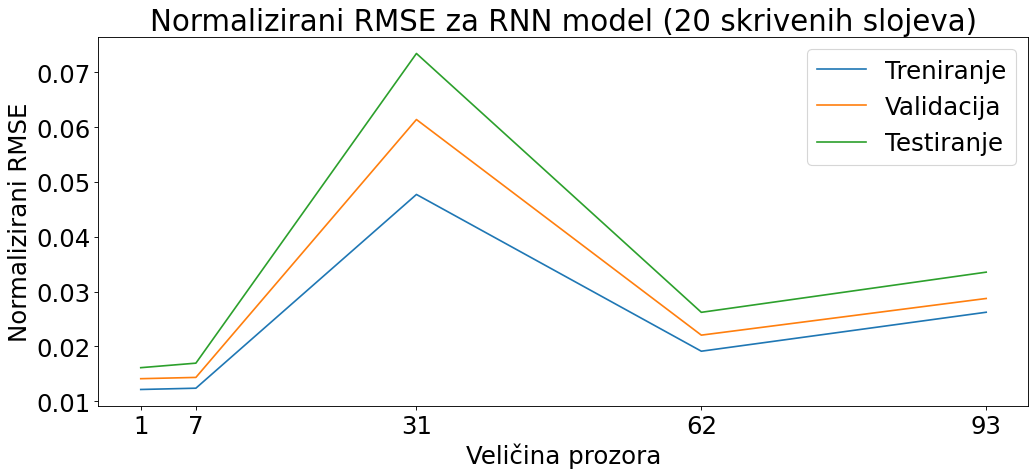 Normalizirani RMSE za RNN model (20 skrivenih slojeva)
Normalizirani RMSE
0.07
0.06
0.05
0.04
0.03
0.02
0.01
Treniranje
Validacija
Testiranje
1 7 31 62 93
Veličina prozora